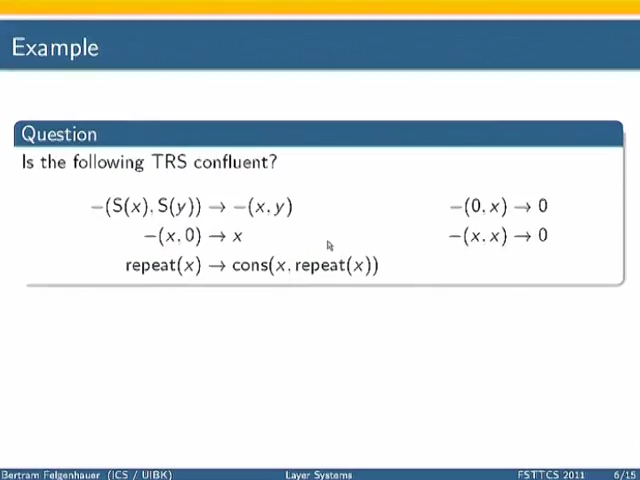 Example
Question
Is the following TRS confluent?
−(S(x), S(y)) → −(x, y)    −(0, x) → 0
−(x, 0) → x    −(x, x) → 0
repeat(x) → cons(x, repeat(x))
Bertram Felgenhauer (ICS / UIBK)    Layer Systems    FSTTCS 2011    6/15